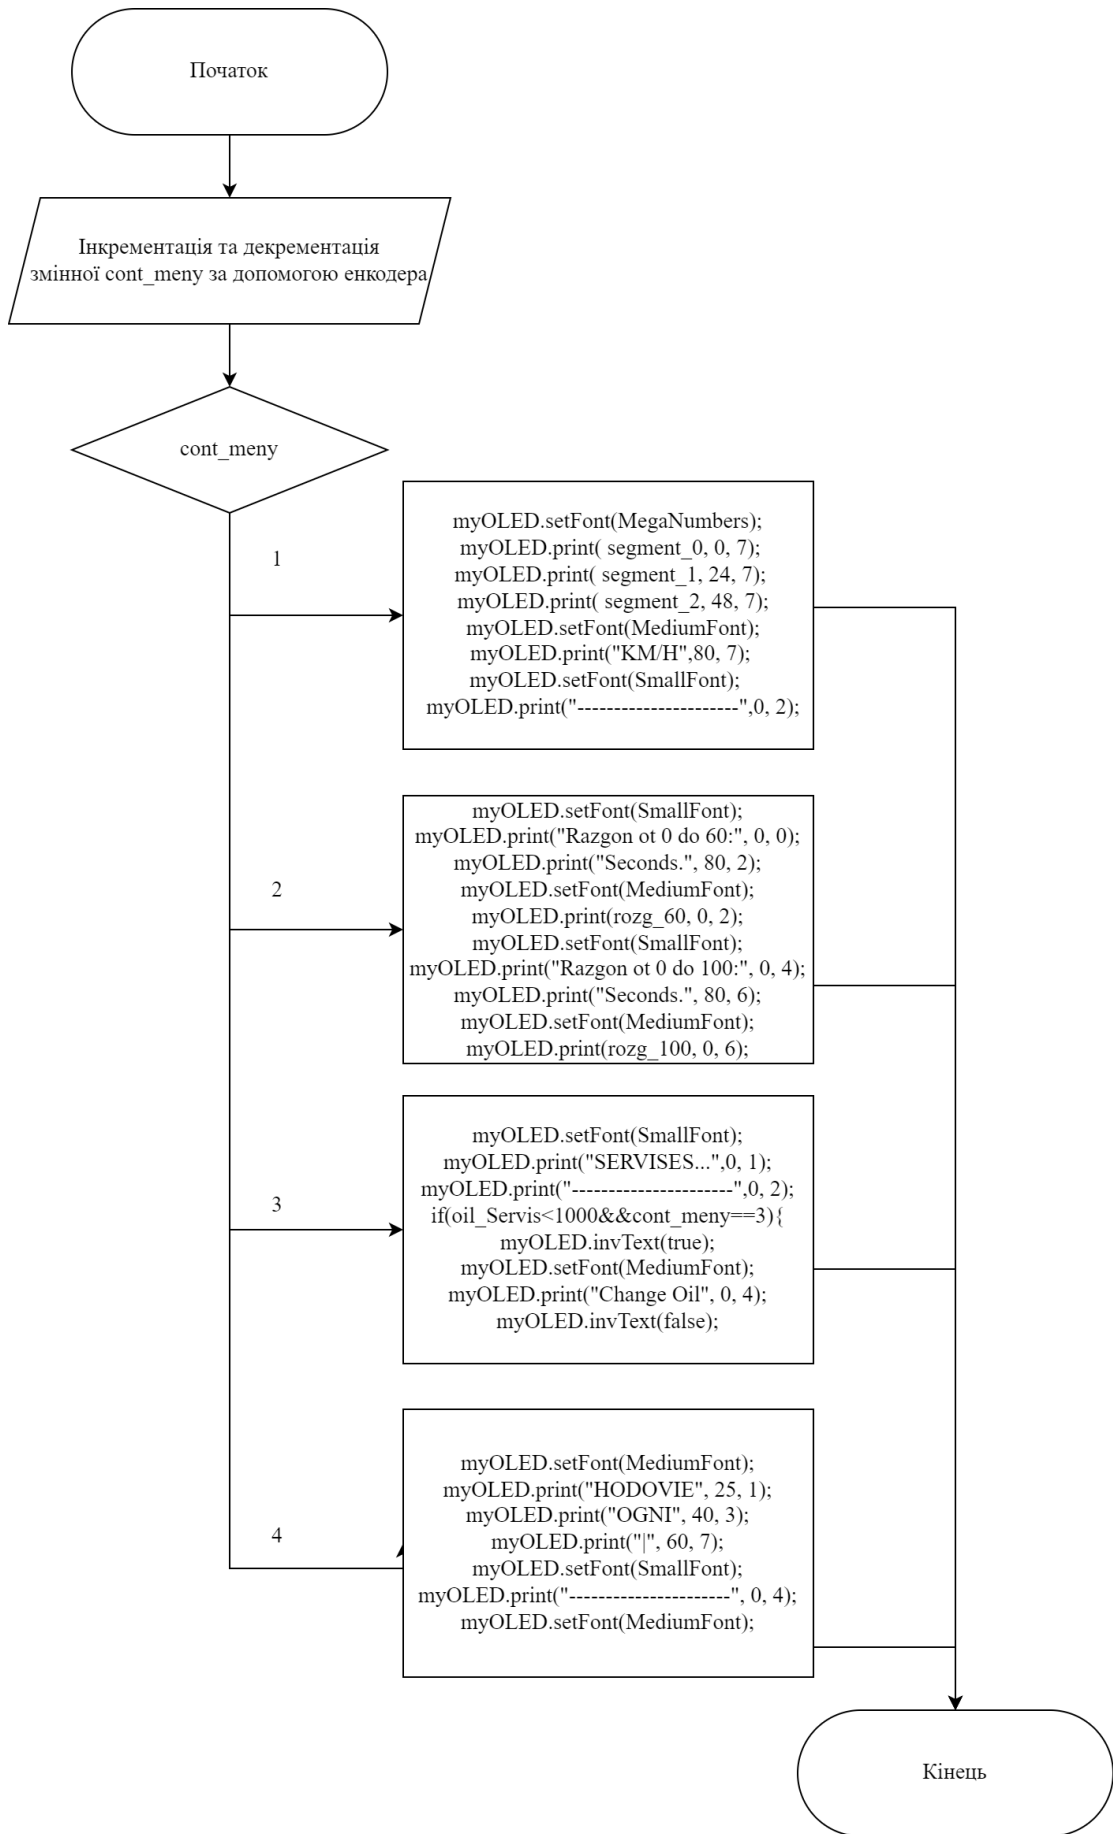 Початок
Інкрементація та декрементація
змінної cont_meny за допомогою енкодера
cont_meny
1
myOLED.setFont(MegaNumbers);
myOLED.print( segment_0, 0, 7);
myOLED.print( segment_1, 24, 7);
myOLED.print( segment_2, 48, 7);
myOLED.setFont(MediumFont);
myOLED.print("KM/H",80, 7);
myOLED.setFont(SmallFont);
myOLED.print("----------------------",0, 2);
2
myOLED.setFont(SmallFont);
myOLED.print("Razgon ot 0 do 60:", 0, 0);
myOLED.print("Seconds.", 80, 2);
myOLED.setFont(MediumFont);
myOLED.print(rozg_60, 0, 2);
myOLED.setFont(SmallFont);
myOLED.print("Razgon ot 0 do 100:", 0, 4);
myOLED.print("Seconds.", 80, 6);
myOLED.setFont(MediumFont);
myOLED.print(rozg_100, 0, 6);
3
myOLED.setFont(SmallFont);
myOLED.print("SERVISES...",0, 1);
myOLED.print("----------------------",0, 2);
if(oil_Servis<1000&&cont_meny==3){
myOLED.invText(true);
myOLED.setFont(MediumFont);
myOLED.print("Change Oil", 0, 4);
myOLED.invText(false);
4
myOLED.setFont(MediumFont);
myOLED.print("HODOVIE", 25, 1);
myOLED.print("OGNI", 40, 3);
myOLED.print("|", 60, 7);
myOLED.setFont(SmallFont);
myOLED.print("----------------------", 0, 4);
myOLED.setFont(MediumFont);
Кінець